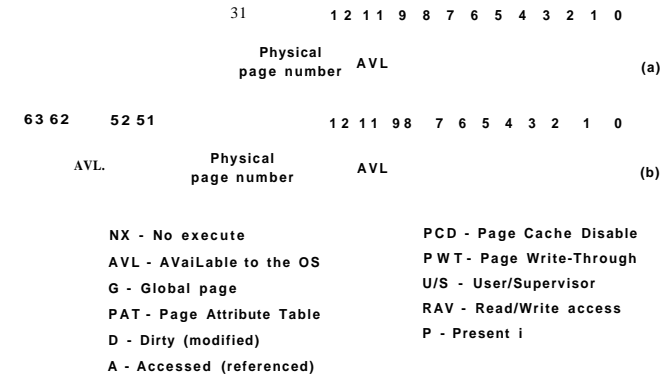 31 12 11 9 8 7 6 5 4 3 2 1 0
Physical
page number AVL (a)
63 62 52 51 12 11 98 7 6 5 4 3 2 1 0
AVL. Physical
page number AVL (b)
NX - No execute
AVL - AVaiLable to the OS
G - Global page
PAT - Page Attribute Table
D - Dirty (modified)
A - Accessed (referenced)
PCD - Page Cache Disable
PWT - Page Write-Through
U/S - User/Supervisor
RAV - Read/Write access
P - Present i